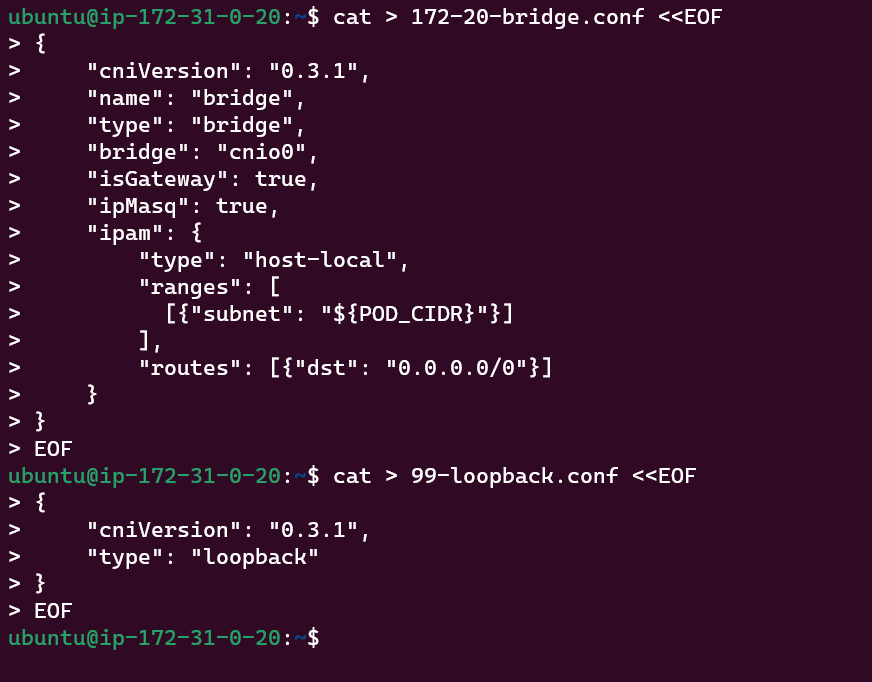 ubuntu@ip-172-31-0-20:~$ cat > 172-20-bridge.conf <<EOF
> {
>     "cniVersion": "0.3.1",
>     "name": "bridge",
>     "type": "bridge",
>     "bridge": "cnio0",
>     "isGateway": true,
>     "ipMasq": true,
>     "ipam": {
>         "type": "host-local",
>         "ranges": [
>           [{"subnet": "${POD_CIDR}"}]
>         ],
>         "routes": [{"dst": "0.0.0.0/0"}]
>     }
> }
> EOF
ubuntu@ip-172-31-0-20:~$ cat > 99-loopback.conf <<EOF
> {
>     "cniVersion": "0.3.1",
>     "type": "loopback"
> }
> EOF
ubuntu@ip-172-31-0-20:~$